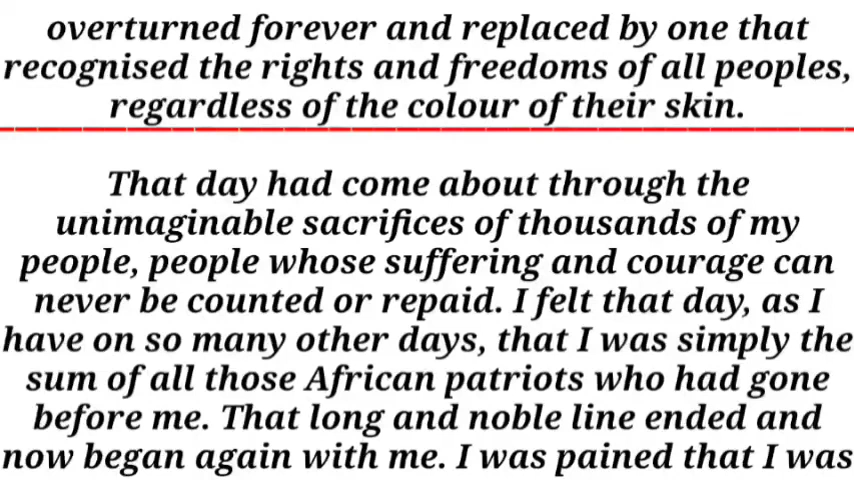 overturned forever and replaced by one that
recognised the rights and freedoms of all peoples,
regardless of the colour of their skin.
That day had come about through the
unimaginable sacrifices of thousands of my
people, people whose suffering and courage can
never be counted or repaid. I felt that day, as I
have on so many other days, that I was simply the
sum of all those African patriots who had gone
before me. That long and noble line ended and
now began again with me. I was pained that I was